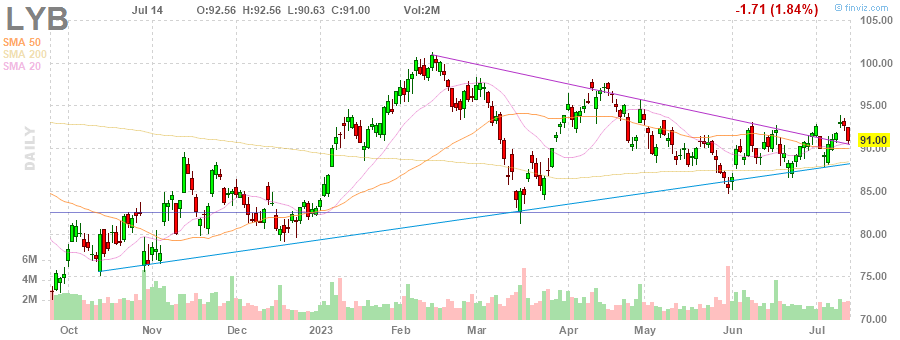 LYB Jul 14 O:92.56 H:92.56 L:90.63 C:91.00 Vol:2M -1.71 (1.84%) © finviz.com
SMA 50
SMA 200
SMA 20
DAILY
105.00
100.00
95.00
91.00
90.00
85.00
80.00
75.00
70.00
6M
4M
2M
Oct Nov Dec 2023 Feb Mar Apr May Jun Jul